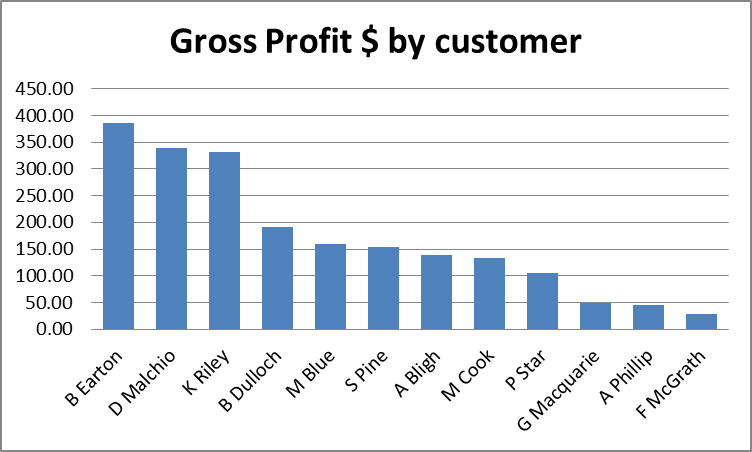 Gross Profit $ by customer
450.00
400.00
350.00
300.00
250.00
200.00
150.00
100.00
50.00
0.00
B Earton
D Malchio
K Riley
B Dulloch
M Blue
S Pine
A Bligh
M Cook
P Star
G Macquarie
A Phillip
F McGrath